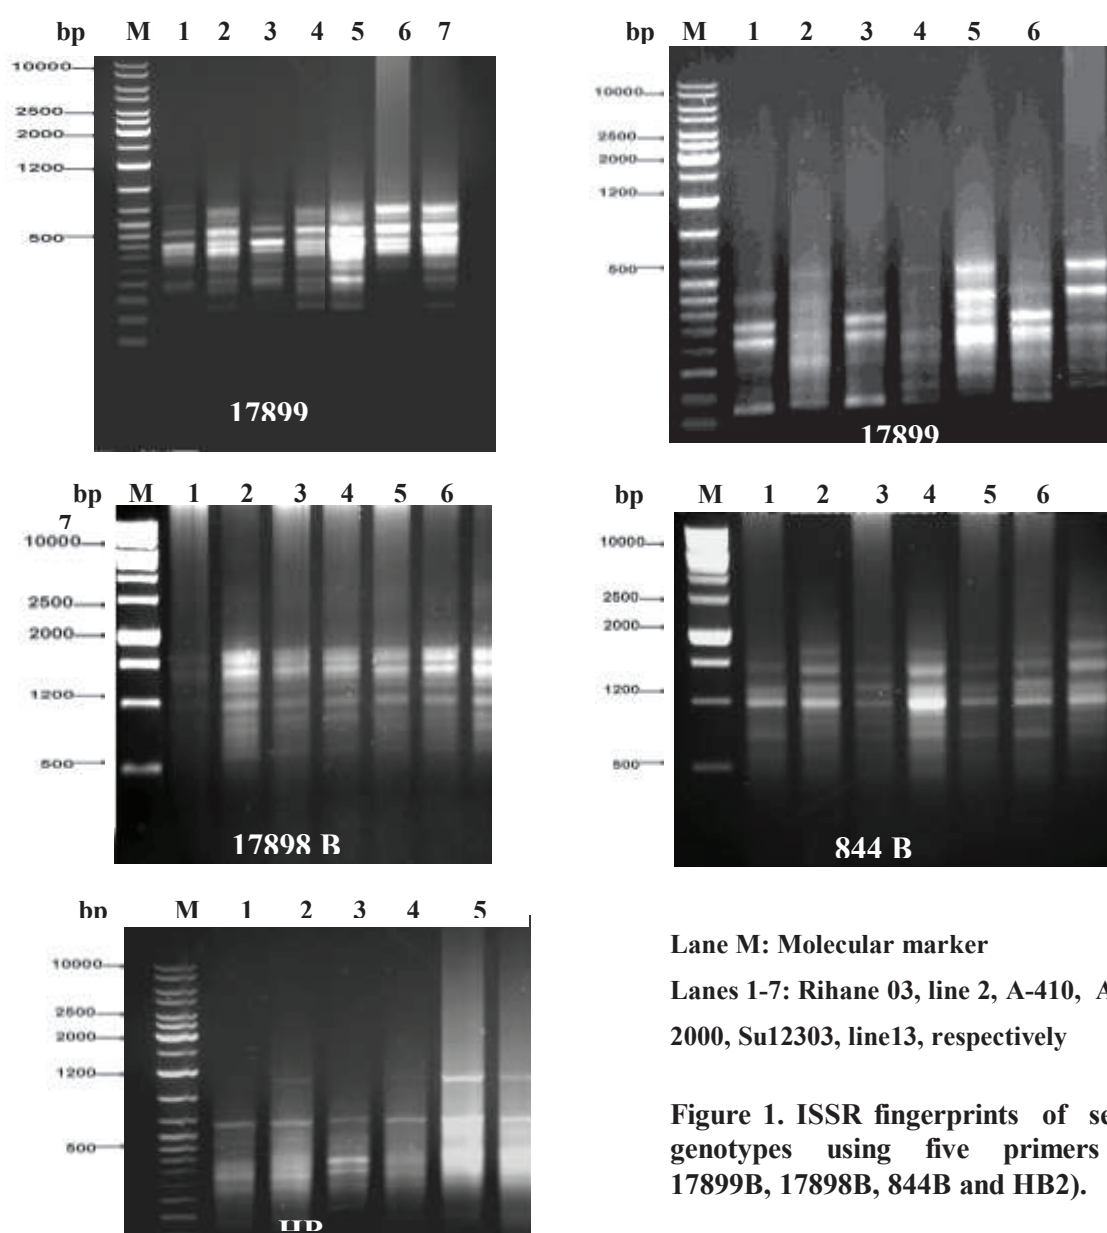 bp M 1 2 3 4 5 6 7
10000
2500
2000
1200
500
17899
bp M 1 2 3 4 5 6
10000
2500
2000
1200
500
17899
bp M 1 2 3 4 5 6
7
10000
2500
2000
1200
500
17898 B
bp M 1 2 3 4 5 6
10000
2500
2000
1200
500
844 B
bp M 1 2 3 4 5
10000
2500
2000
1200
500
HB
Lane M: Molecular marker
Lanes 1-7: Rihane 03, line 2, A-410, A
2000, Su12303, line13, respectively
Figure 1. ISSR fingerprints of se
genotypes using five primers
17899B, 17898B, 844B and HB2).